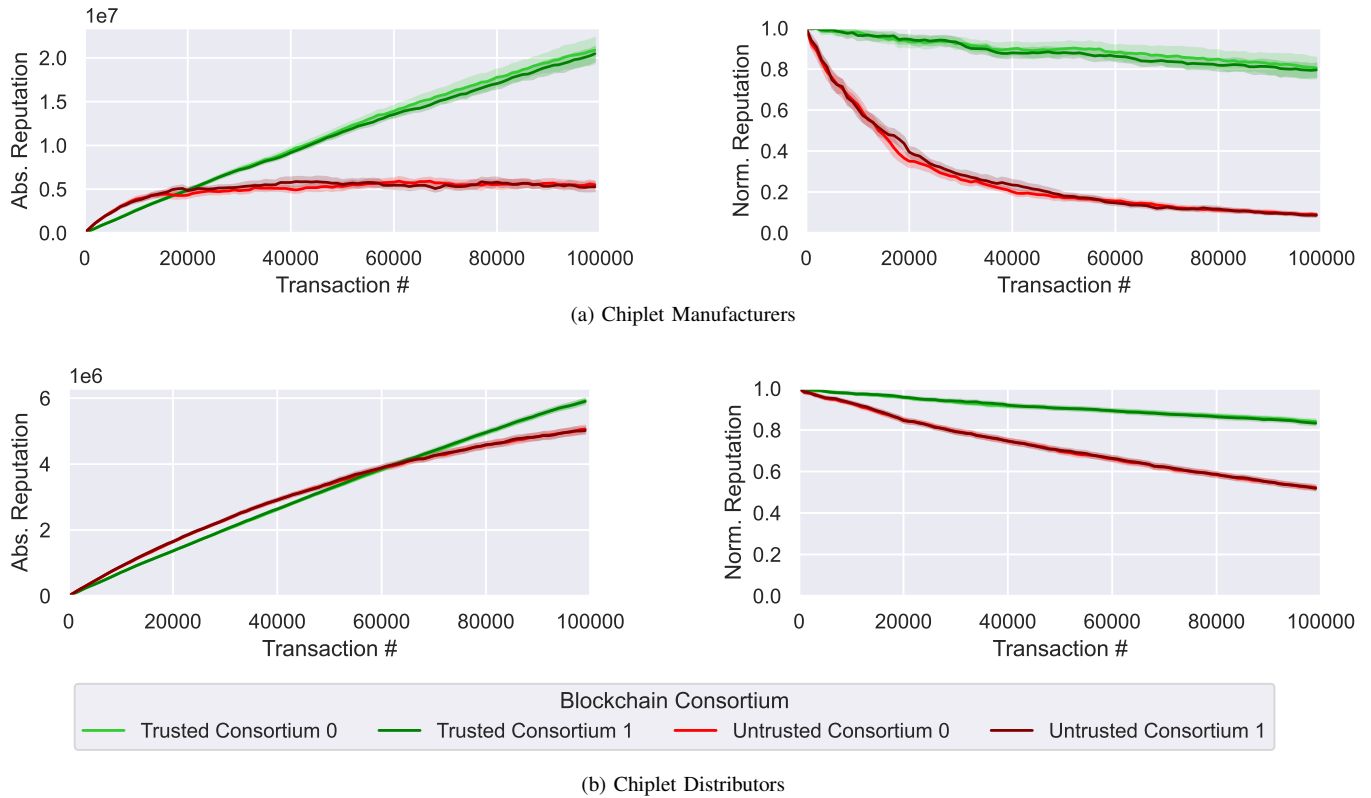 1e7
Abs. Reputation
2.0
1.5
1.0
0.5
0.0
0 20000 40000 60000 80000 100000
Transaction #
Norm. Reputation
1.0
0.8
0.6
0.4
0.2
0.0
0 20000 40000 60000 80000 100000
Transaction #
(a) Chiplet Manufacturers
1e6
Abs. Reputation
6
4
2
0
0 20000 40000 60000 80000 100000
Transaction #
Norm. Reputation
1.0
0.8
0.6
0.4
0.2
0.0
0 20000 40000 60000 80000 100000
Transaction #
Blockchain Consortium
Trusted Consortium 0 Trusted Consortium 1 Untrusted Consortium 0 Untrusted Consortium 1
(b) Chiplet Distributors